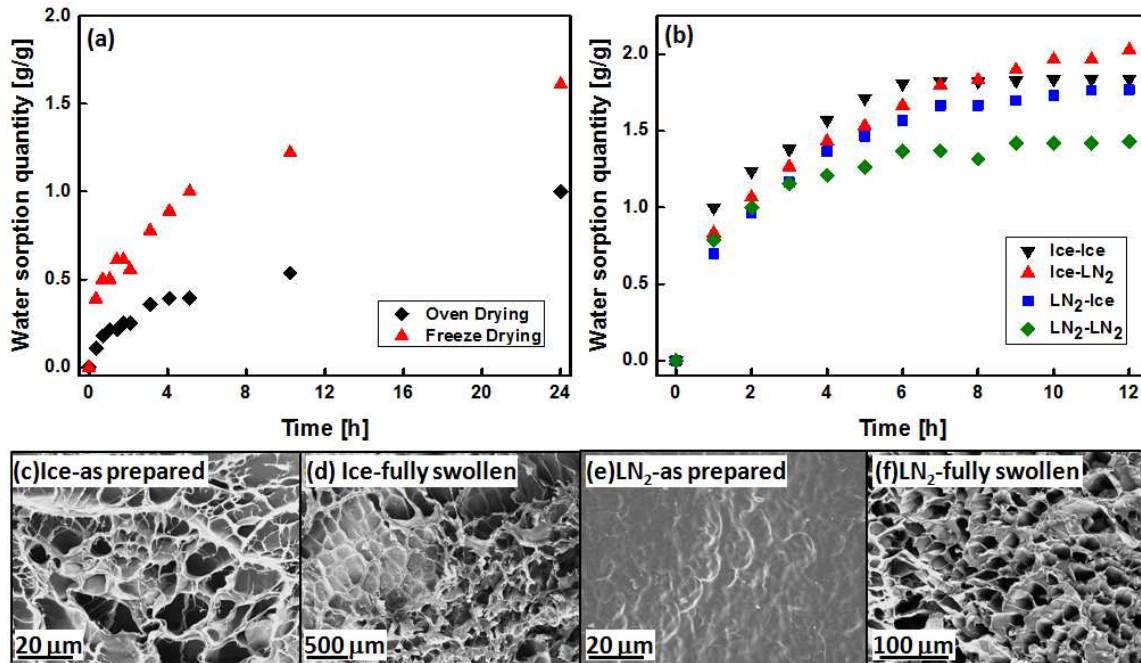 (a)
Water sorption quantity [g/g]
2.0
1.5
1.0
0.5
0.0
Oven Drying
Freeze Drying
0 4 8 12 16 20 24
Time [h]
(b)
Water sorption quantity [g/g]
2.0
1.5
1.0
0.5
0.0
Ice-Ice
Ice-LN₂
LN₂-Ice
LN₂-LN₂
0 2 4 6 8 10 12
Time [h]
(c)Ice-as prepared
20 µm
(d) Ice-fully swollen
500 µm
(e)LN₂-as prepared
20 µm
(f)LN₂-fully swollen
100 µm